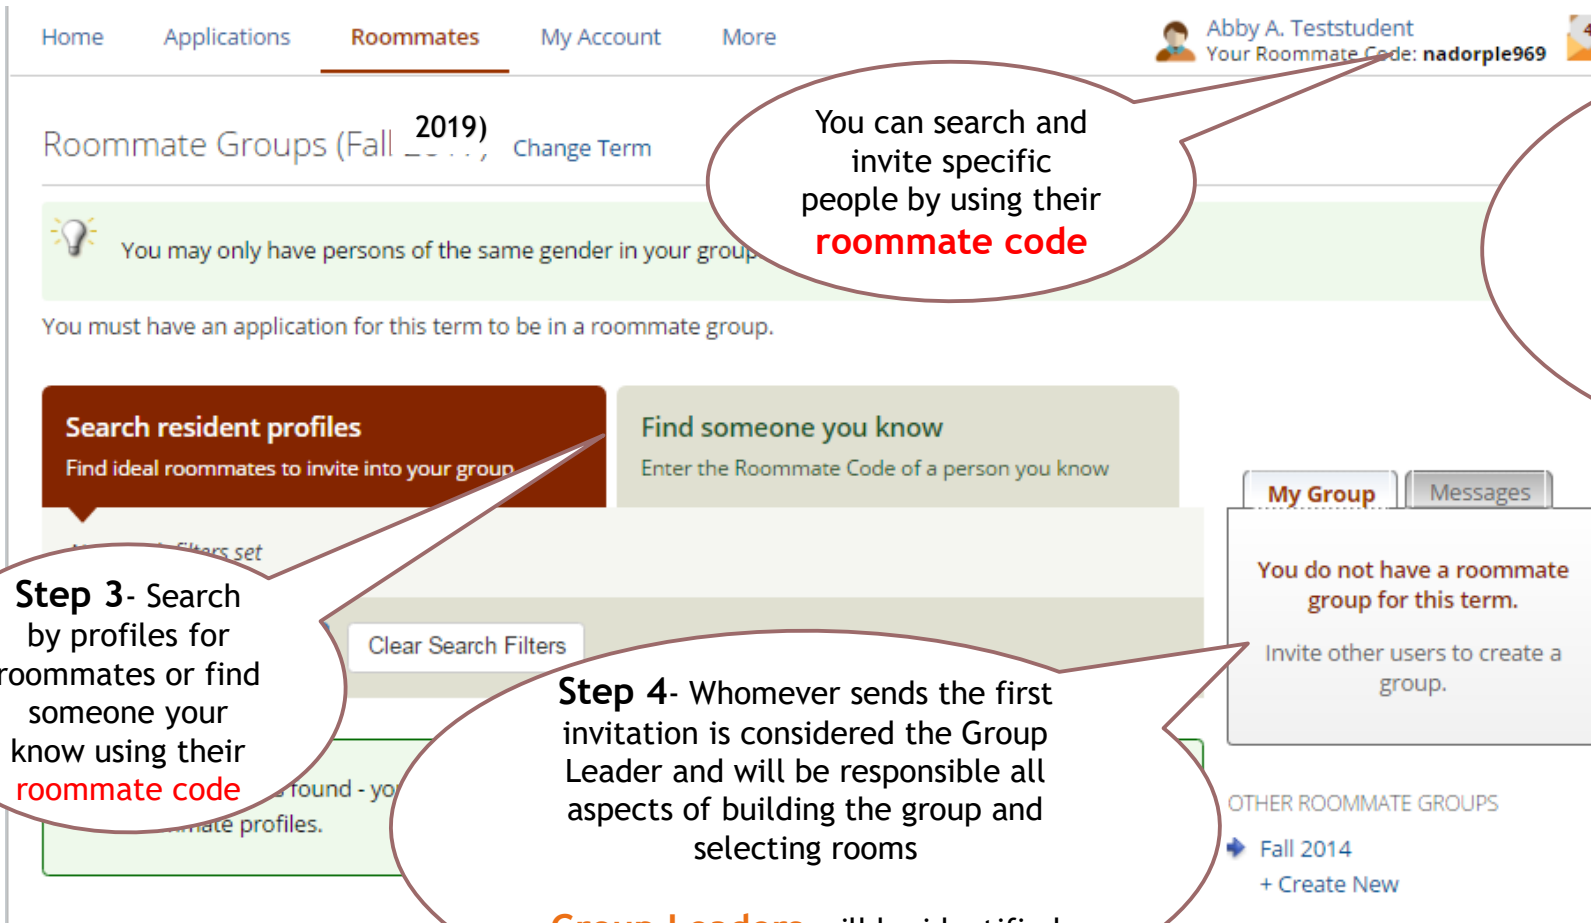 Home Applications Roommates My Account More
Abby A. Teststudent
Your Roommate Code: nadorple969
4
Roommate Groups (Fall 2019) Change Term
You can search and
invite specific
people by using their
roommate code
You may only have persons of the same gender in your group
You must have an application for this term to be in a roommate group.
Search resident profiles
Find ideal roommates to invite into your group
Find someone you know
Enter the Roommate Code of a person you know
My Group Messages
filters set
You do not have a roommate
group for this term.
Invite other users to create a
group.
Step 3- Search
by profiles for
roommates or find
someone your
know using their
roommate code
Clear Search Filters
Step 4- Whomever sends the first
invitation is considered the Group
Leader and will be responsible all
aspects of building the group and
selecting rooms
Group Leaders will be identified
found - yo
mate profiles.
OTHER ROOMMATE GROUPS
Fall 2014
+ Create New